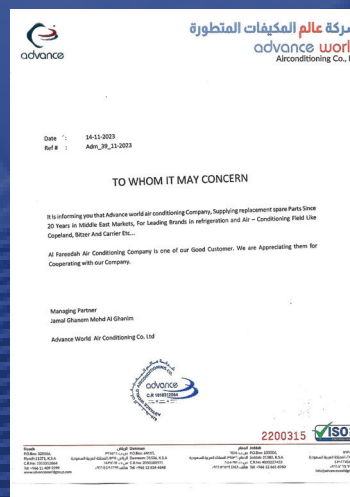 advance
شركة عالم المكيفات المتطورة
advance worl
Airconditioning Co.,
Date : 14-11-2023
Ref # : Adm_39_11-2023
TO WHOM IT MAY CONCERN
It is informing you that Advance world air conditioning Company, Supplying replacement spare Parts Since
20 Years in Middle East Markets, For Leading Brands in refrigeration and Air – Conditioning Field Like
Copeland, Bitzer And Carrier Etc...
Al Fareedah Air Conditioning Company is one of our Good Customer. We are Appreciating them for
Cooperating with our Company.
Managing Partner
Jamal Ghanem Mohd Al Ghanim
Advance World Air Conditioning Co. Ltd
advance
C.R 1010312064
2200315 ISO